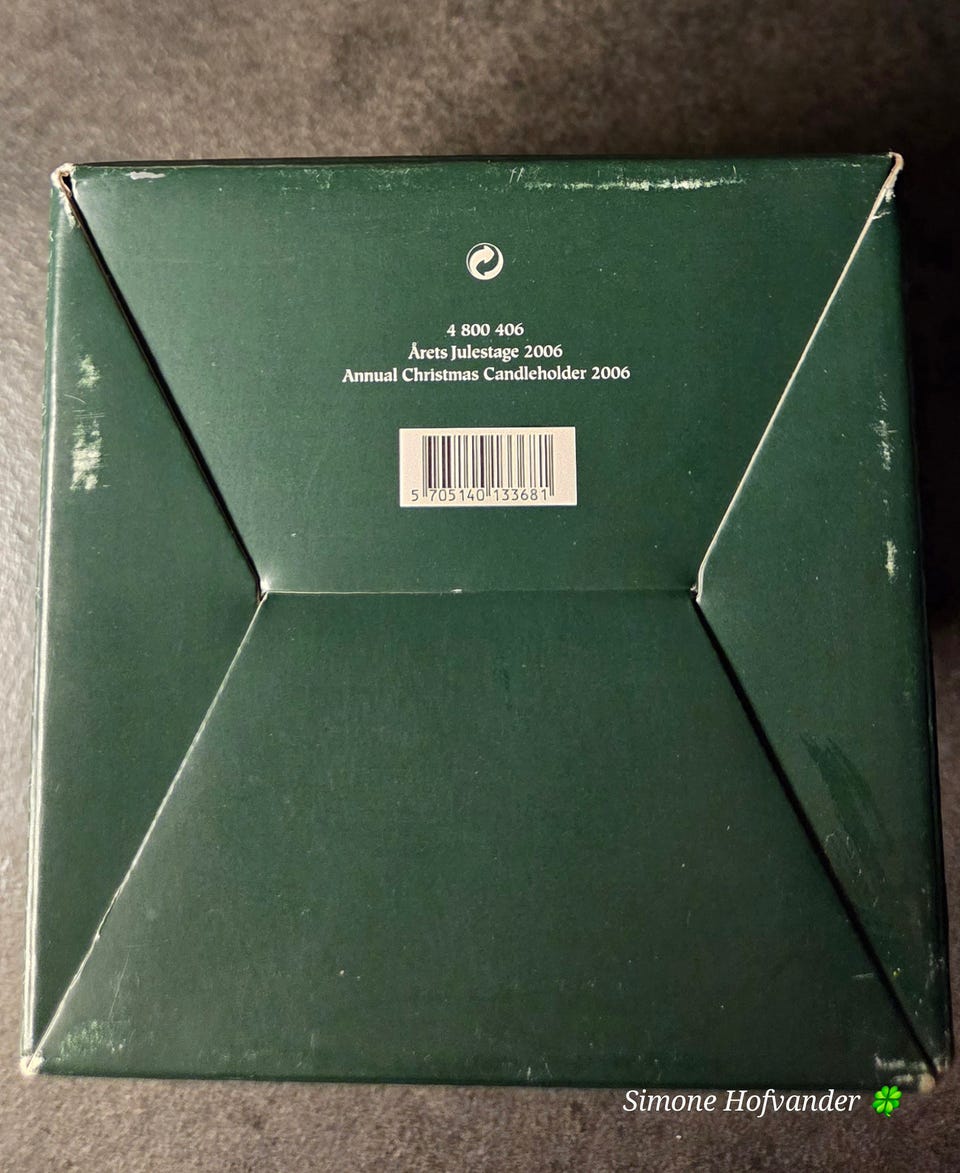 4 800 406
Årets Julestage 2006
Annual Christmas Candleholder 2006
5 705140 133681
Simone Hofvander 🍀